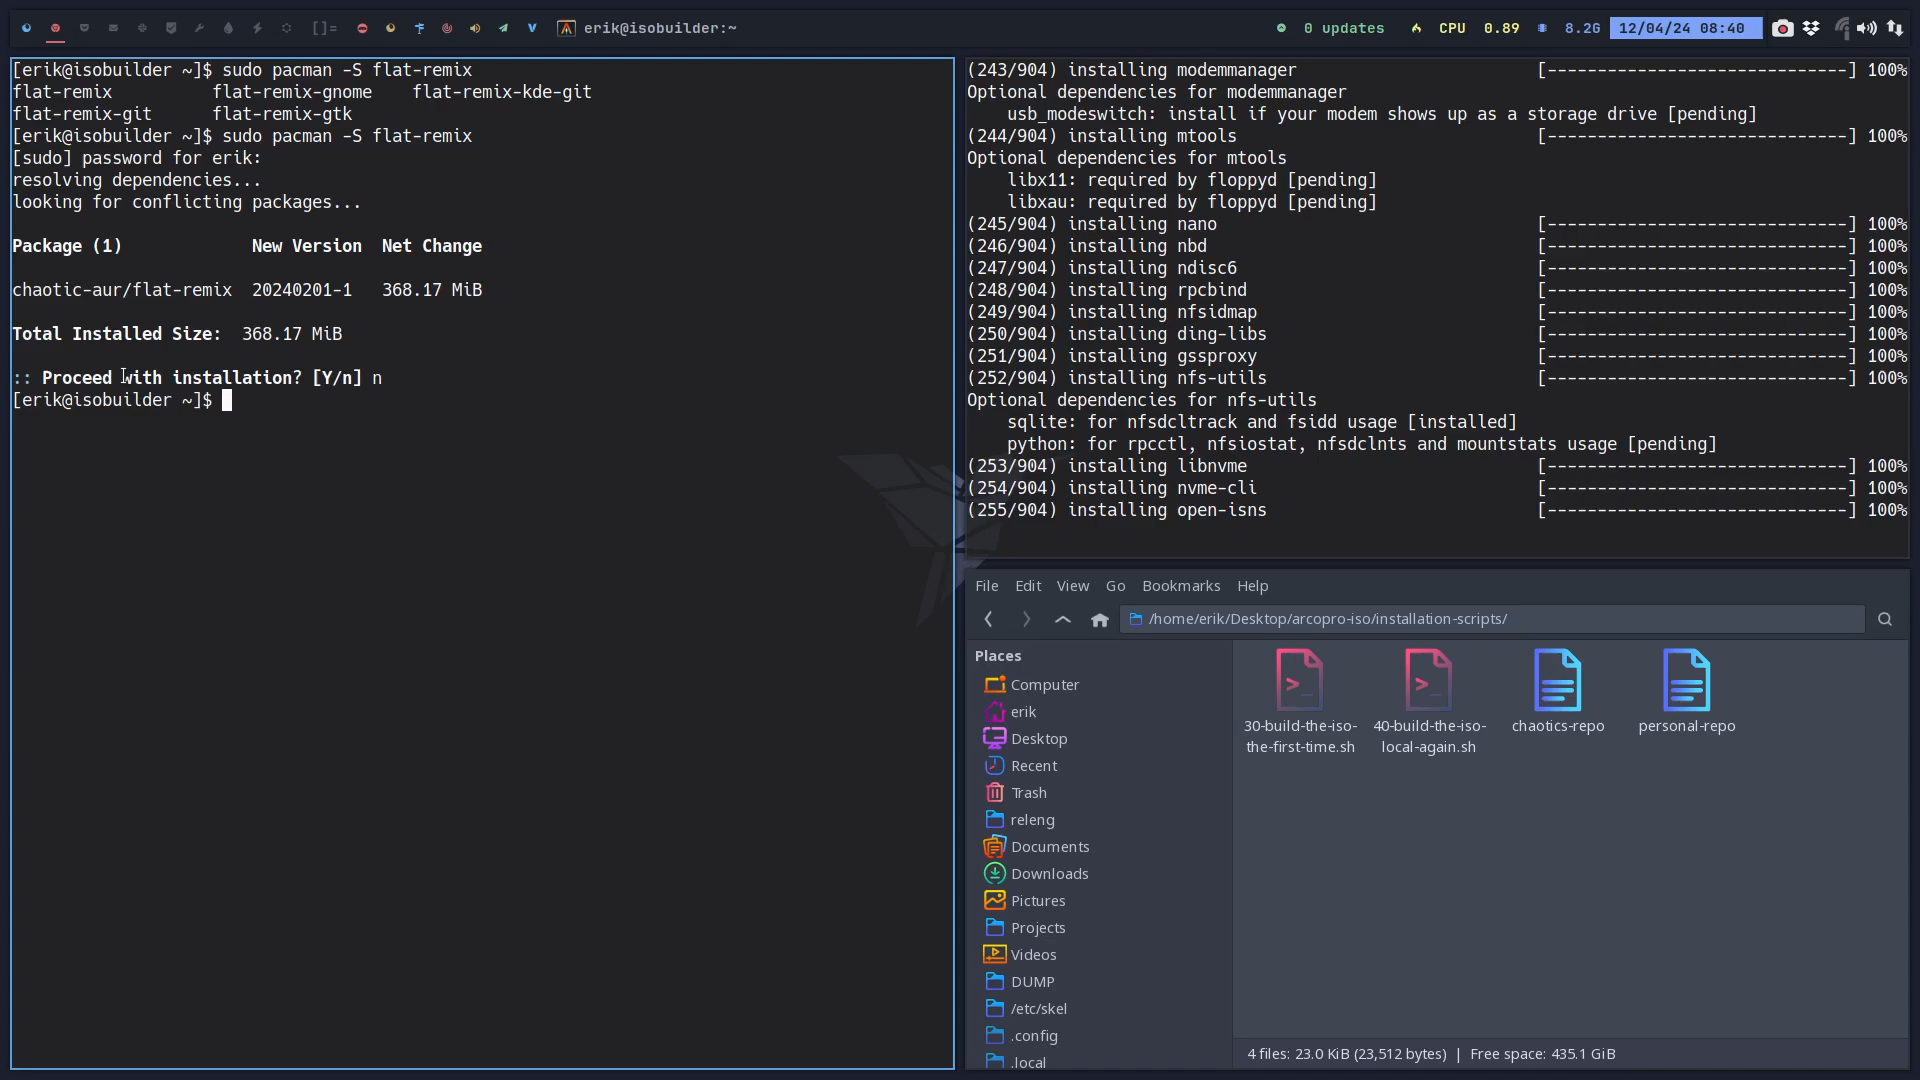 []= erik@isobuilder:~ 0 updates CPU 0.89 8.2G 12/04/24 08:40
[erik@isobuilder ~]$ sudo pacman -S flat-remix
flat-remix flat-remix-gnome flat-remix-kde-git
flat-remix-git flat-remix-gtk
[erik@isobuilder ~]$ sudo pacman -S flat-remix
[sudo] password for erik:
resolving dependencies...
looking for conflicting packages...
Package (1) New Version Net Change
chaotic-aur/flat-remix 20240201-1 368.17 MiB
Total Installed Size: 368.17 MiB
:: Proceed with installation? [Y/n] n
[erik@isobuilder ~]$
(243/904) installing modemmanager [------------------------------] 100%
Optional dependencies for modemmanager
usb_modeswitch: install if your modem shows up as a storage drive [pending]
(244/904) installing mtools [------------------------------] 100%
Optional dependencies for mtools
libx11: required by floppyd [pending]
libxau: required by floppyd [pending]
(245/904) installing nano [------------------------------] 100%
(246/904) installing nbd [------------------------------] 100%
(247/904) installing ndisc6 [------------------------------] 100%
(248/904) installing rpcbind [------------------------------] 100%
(249/904) installing nfsidmap [------------------------------] 100%
(250/904) installing ding-libs [------------------------------] 100%
(251/904) installing gssproxy [------------------------------] 100%
(252/904) installing nfs-utils [------------------------------] 100%
Optional dependencies for nfs-utils
sqlite: for nfsdcltrack and fsidd usage [installed]
python: for rpcctl, nfsiostat, nfsdclnts and mountstats usage [pending]
(253/904) installing libnvme [------------------------------] 100%
(254/904) installing nvme-cli [------------------------------] 100%
(255/904) installing open-isns [------------------------------] 100%
File Edit View Go Bookmarks Help
/home/erik/Desktop/arcopro-iso/installation-scripts/
Places
Computer
erik
Desktop
Recent
Trash
releng
Documents
Downloads
Pictures
Projects
Videos
DUMP
/etc/skel
.config
.local
30-build-the-iso-
the-first-time.sh
40-build-the-iso-
local-again.sh
chaotics-repo
personal-repo
4 files: 23.0 KiB (23,512 bytes) | Free space: 435.1 GiB